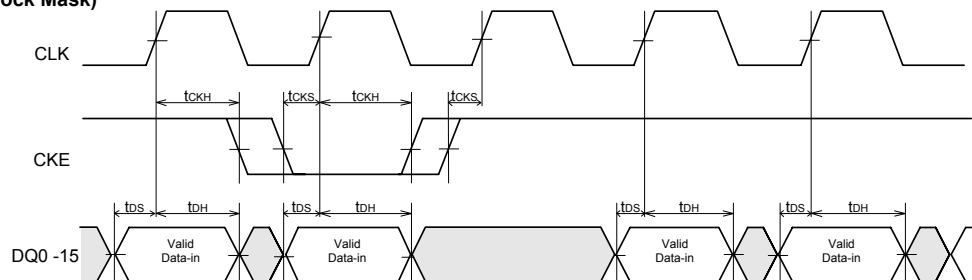 ock Mask)
CLK
tCKH tCKS tCKH tCKS
CKE
tDS tDH tDS tDH tDS tDH tDS tDH
DQ0 -15 Valid Data-in Valid Data-in Valid Data-in Valid Data-in